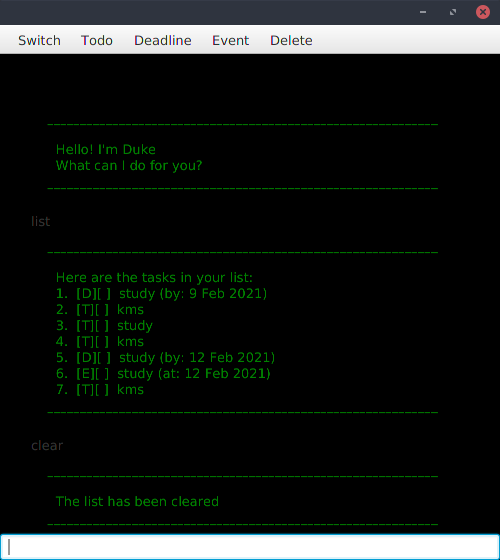 Switch Todo Deadline Event Delete
____________________________________________________________
Hello! I'm Duke
What can I do for you?
____________________________________________________________
list
____________________________________________________________
Here are the tasks in your list:
1. [D][ ] study (by: 9 Feb 2021)
2. [T][ ] kms
3. [T][ ] study
4. [T][ ] kms
5. [D][ ] study (by: 12 Feb 2021)
6. [E][ ] study (at: 12 Feb 2021)
7. [T][ ] kms
____________________________________________________________
clear
____________________________________________________________
The list has been cleared
____________________________________________________________